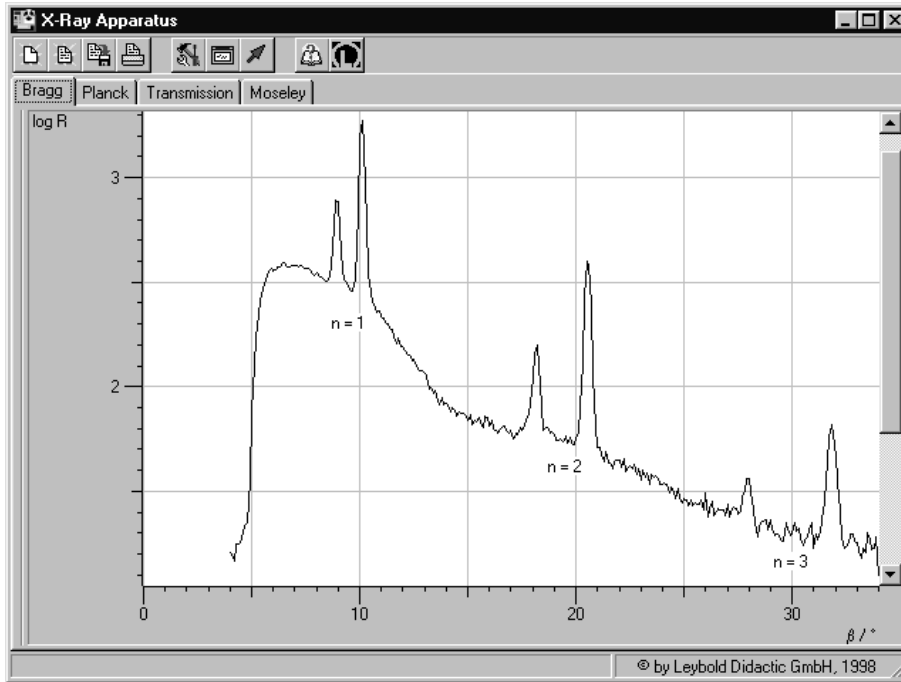 X-Ray Apparatus
Bragg Planck Transmission Moseley
log R
3
n = 1
2
n = 2
n = 3
0 10 20 30
β / °
© by Leybold Didactic GmbH, 1998